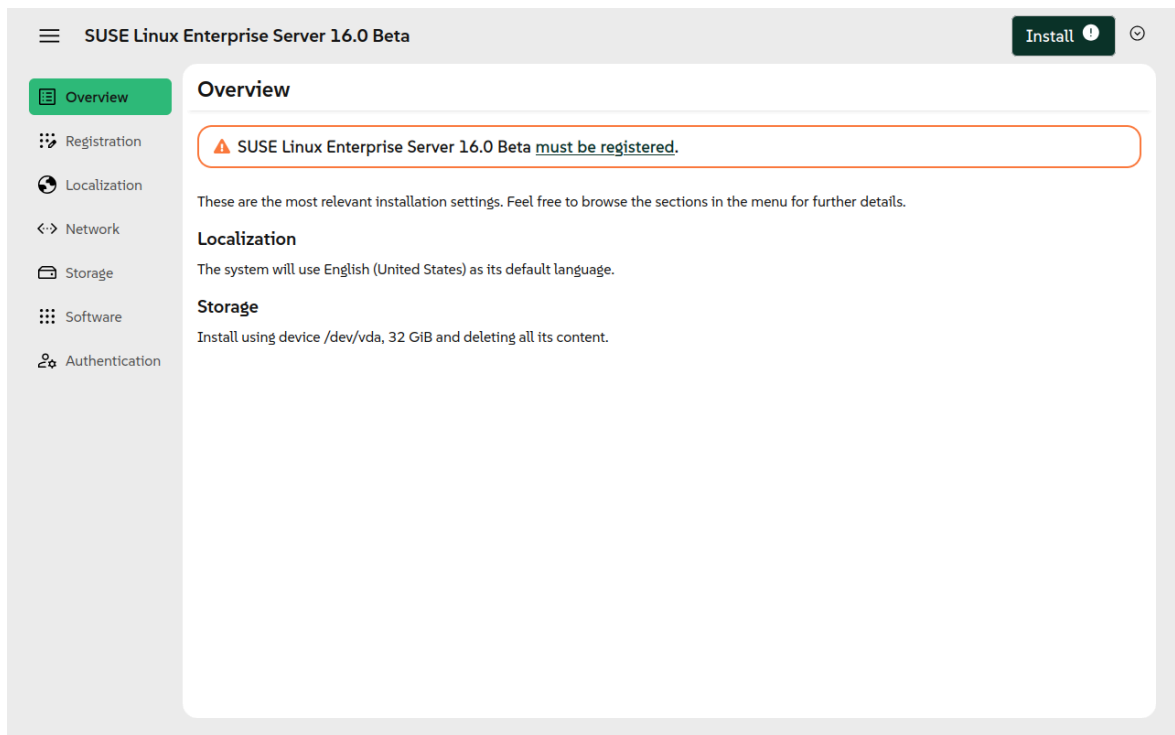 SUSE Linux Enterprise Server 16.0 Beta
Install
Overview
Registration
Localization
Network
Storage
Software
Authentication
Overview
SUSE Linux Enterprise Server 16.0 Beta must be registered.
These are the most relevant installation settings. Feel free to browse the sections in the menu for further details.
Localization
The system will use English (United States) as its default language.
Storage
Install using device /dev/vda, 32 GiB and deleting all its content.